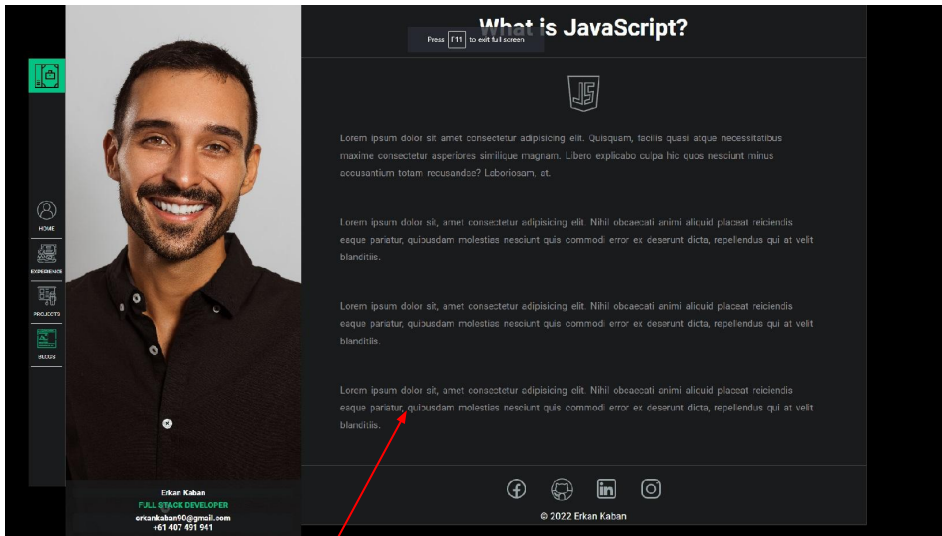 What is JavaScript?
Press F11 to exit full screen
JS
Lorem ipsum dolor sit amet consectetur adipisicing elit. Quisquam, facilis quasi atque necessitatibus
maxime consectetur asperiores similique magnam. Libero explicabo culpa hic quos nesciunt minus
accusantium totam recusandae? Laboriosam, at.
Lorem ipsum dolor sit, amet consectetur adipisicing elit. Nihil obcaecati animi alicuid placeat reiciendis
eaque pariatur, quibusdam molestias nesciunt quis commodi error ex deserunt dicta, repellendus qui at velit
blanditiis.
Lorem ipsum dolor sit, amet consectetur adipisicing elit. Nihil obcaecati animi alicuid placeat reiciendis
eaque pariatur, quibusdam molestias nesciunt quis commodi error ex deserunt dicta, repellendus qui at velit
blanditiis.
Lorem ipsum dolor sit, amet consectetur adipisicing elit. Nihil obcaecati animi alicuid placeat reiciendis
eaque pariatur, quibusdam molestias nesciunt quis commodi error ex deserunt dicta, repellendus qui at velit
blanditiis.
HOME
EXPERIENCE
PROJECTS
BLOGS
Erkan Kaban
FULL STACK DEVELOPER
erkankaban90@gmail.com
+61 407 491 941
© 2022 Erkan Kaban